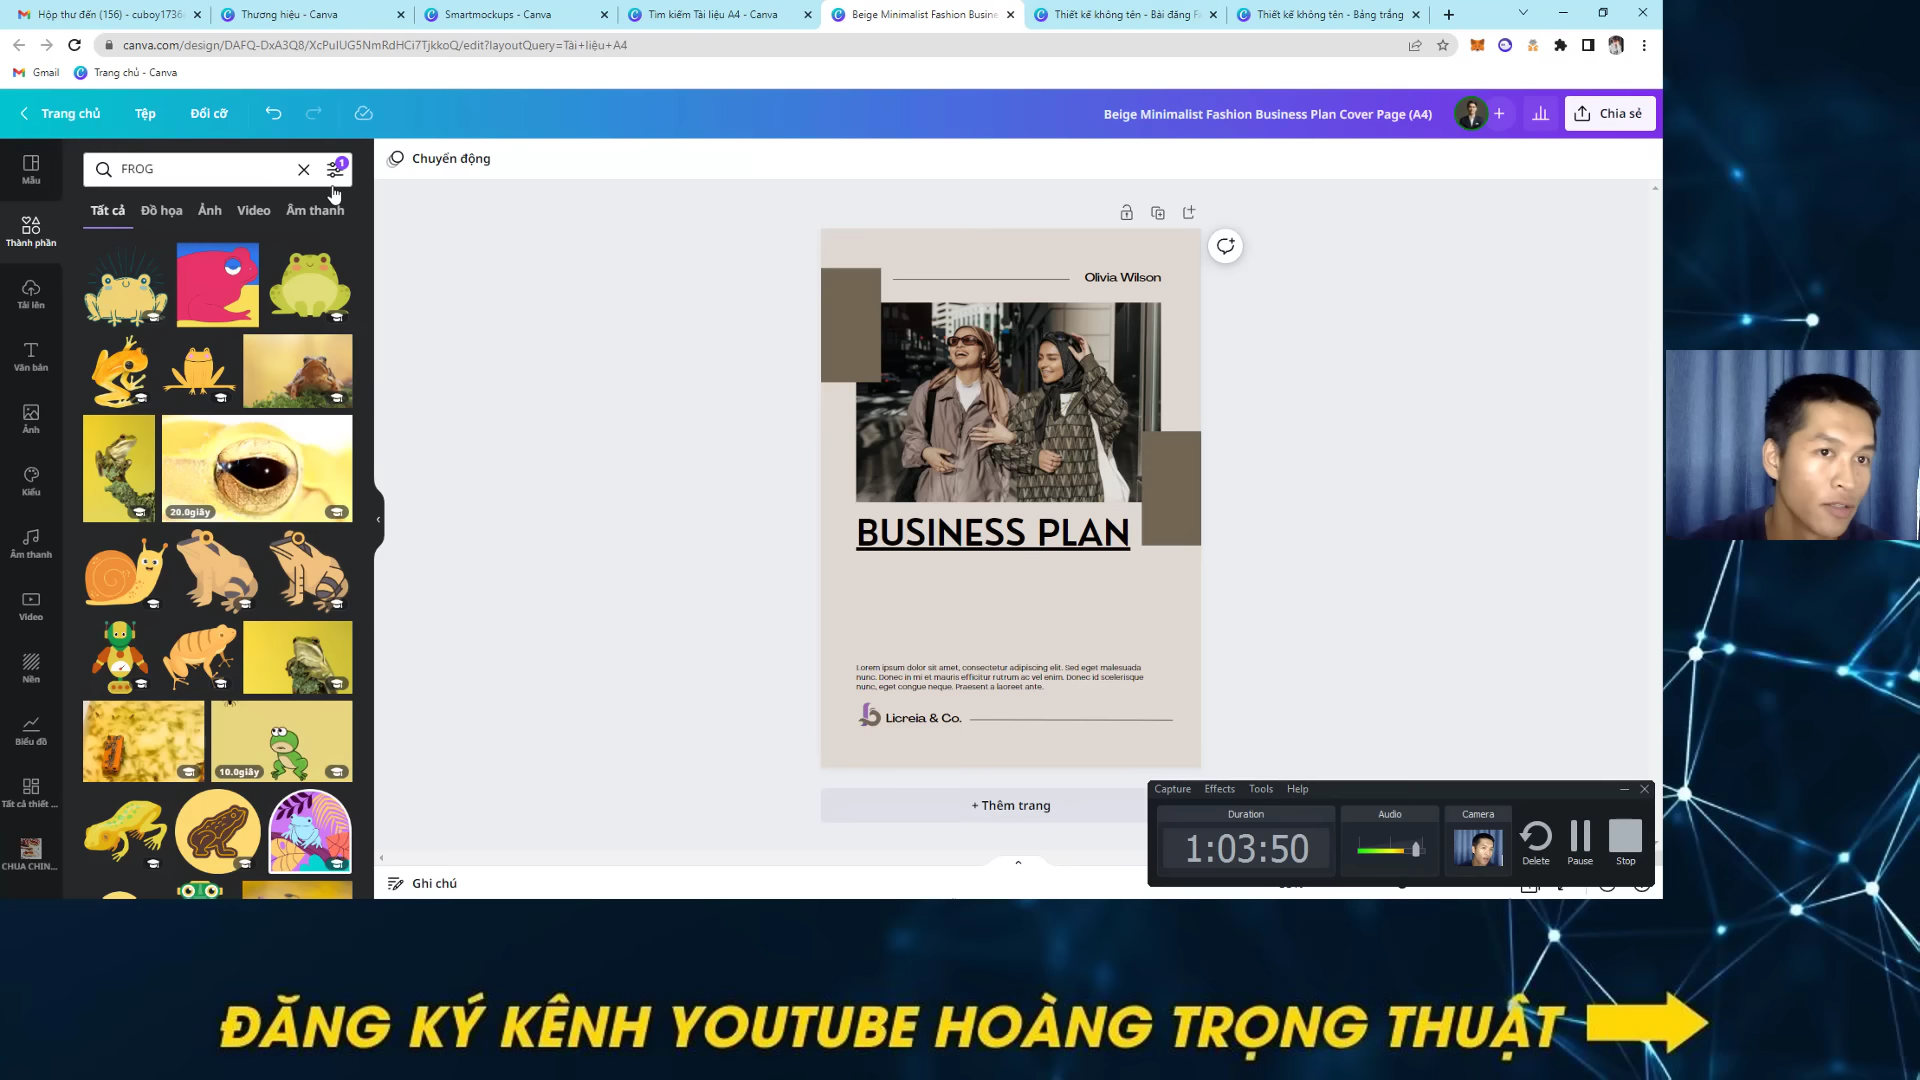 Hộp thư đến (156) - cuboy1736
Thương hiệu - Canva
Smartmockups - Canva
Tìm kiếm Tài liệu A4 - Canva
Beige Minimalist Fashion Busine
Thiết kế không tên - Bài đăng F
Thiết kế không tên - Bảng trắng
canva.com/design/DAFQ-DxA3Q8/XcPuIUG5NmRdHCi7TjkkoQ/edit?layoutQuery=Tài+liệu+A4
Gmail
Trang chủ - Canva
Trang chủ
Tệp
Đổi cỡ
Beige Minimalist Fashion Business Plan Cover Page (A4)
Chia sẻ
Mẫu
FROG
1
Chuyển động
Tất cả
Đồ họa
Ảnh
Video
Âm thanh
Thành phần
Tải lên
Văn bản
Ảnh
Kiểu
Âm thanh
Video
Nền
Biểu đồ
Tất cả thiết ...
CHUA CHIN...
20.0giây
10.0giây
Olivia Wilson
BUSINESS PLAN
Lorem ipsum dolor sit amet, consectetur adipiscing elit. Sed eget malesuada
nunc. Donec in mi et mauris efficitur rutrum ac vel enim. Donec id scelerisque
nunc, eget congue neque. Praesent a laoreet ante.
Licreia & Co.
+ Thêm trang
Capture
Effects
Tools
Help
Duration
Audio
Camera
1:03:50
Delete
Pause
Stop
Ghi chú
ĐĂNG KÝ KÊNH YOUTUBE HOÀNG TRỌNG THUẬT